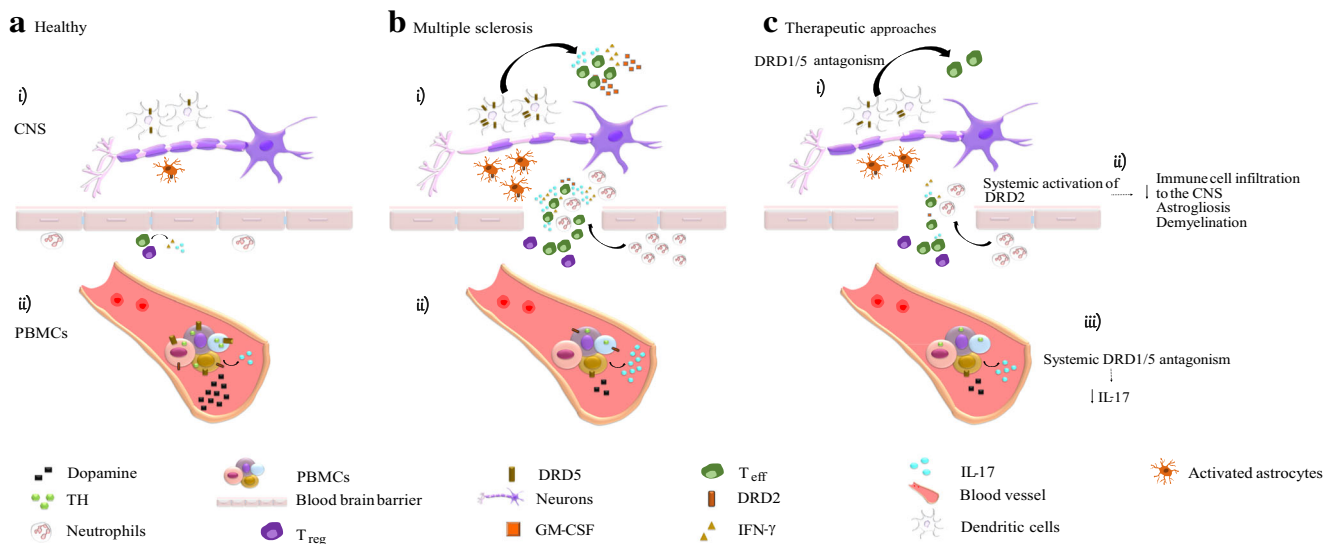 a Healthy
i)
CNS
ii)
PBMCs
b Multiple sclerosis
i)
ii)
c Therapeutic approaches
DRD1/5 antagonism
i)
ii)
Systemic activation of
DRD2
↓ Immune cell infiltration
to the CNS
Astrogliosis
Demyelination
iii)
Systemic DRD1/5 antagonism
↓ IL-17
Dopamine
TH
Neutrophils
PBMCs
Blood brain barrier
T reg
DRD5
Neurons
GM-CSF
T eff
DRD2
IFN-γ
IL-17
Blood vessel
Dendritic cells
Activated astrocytes